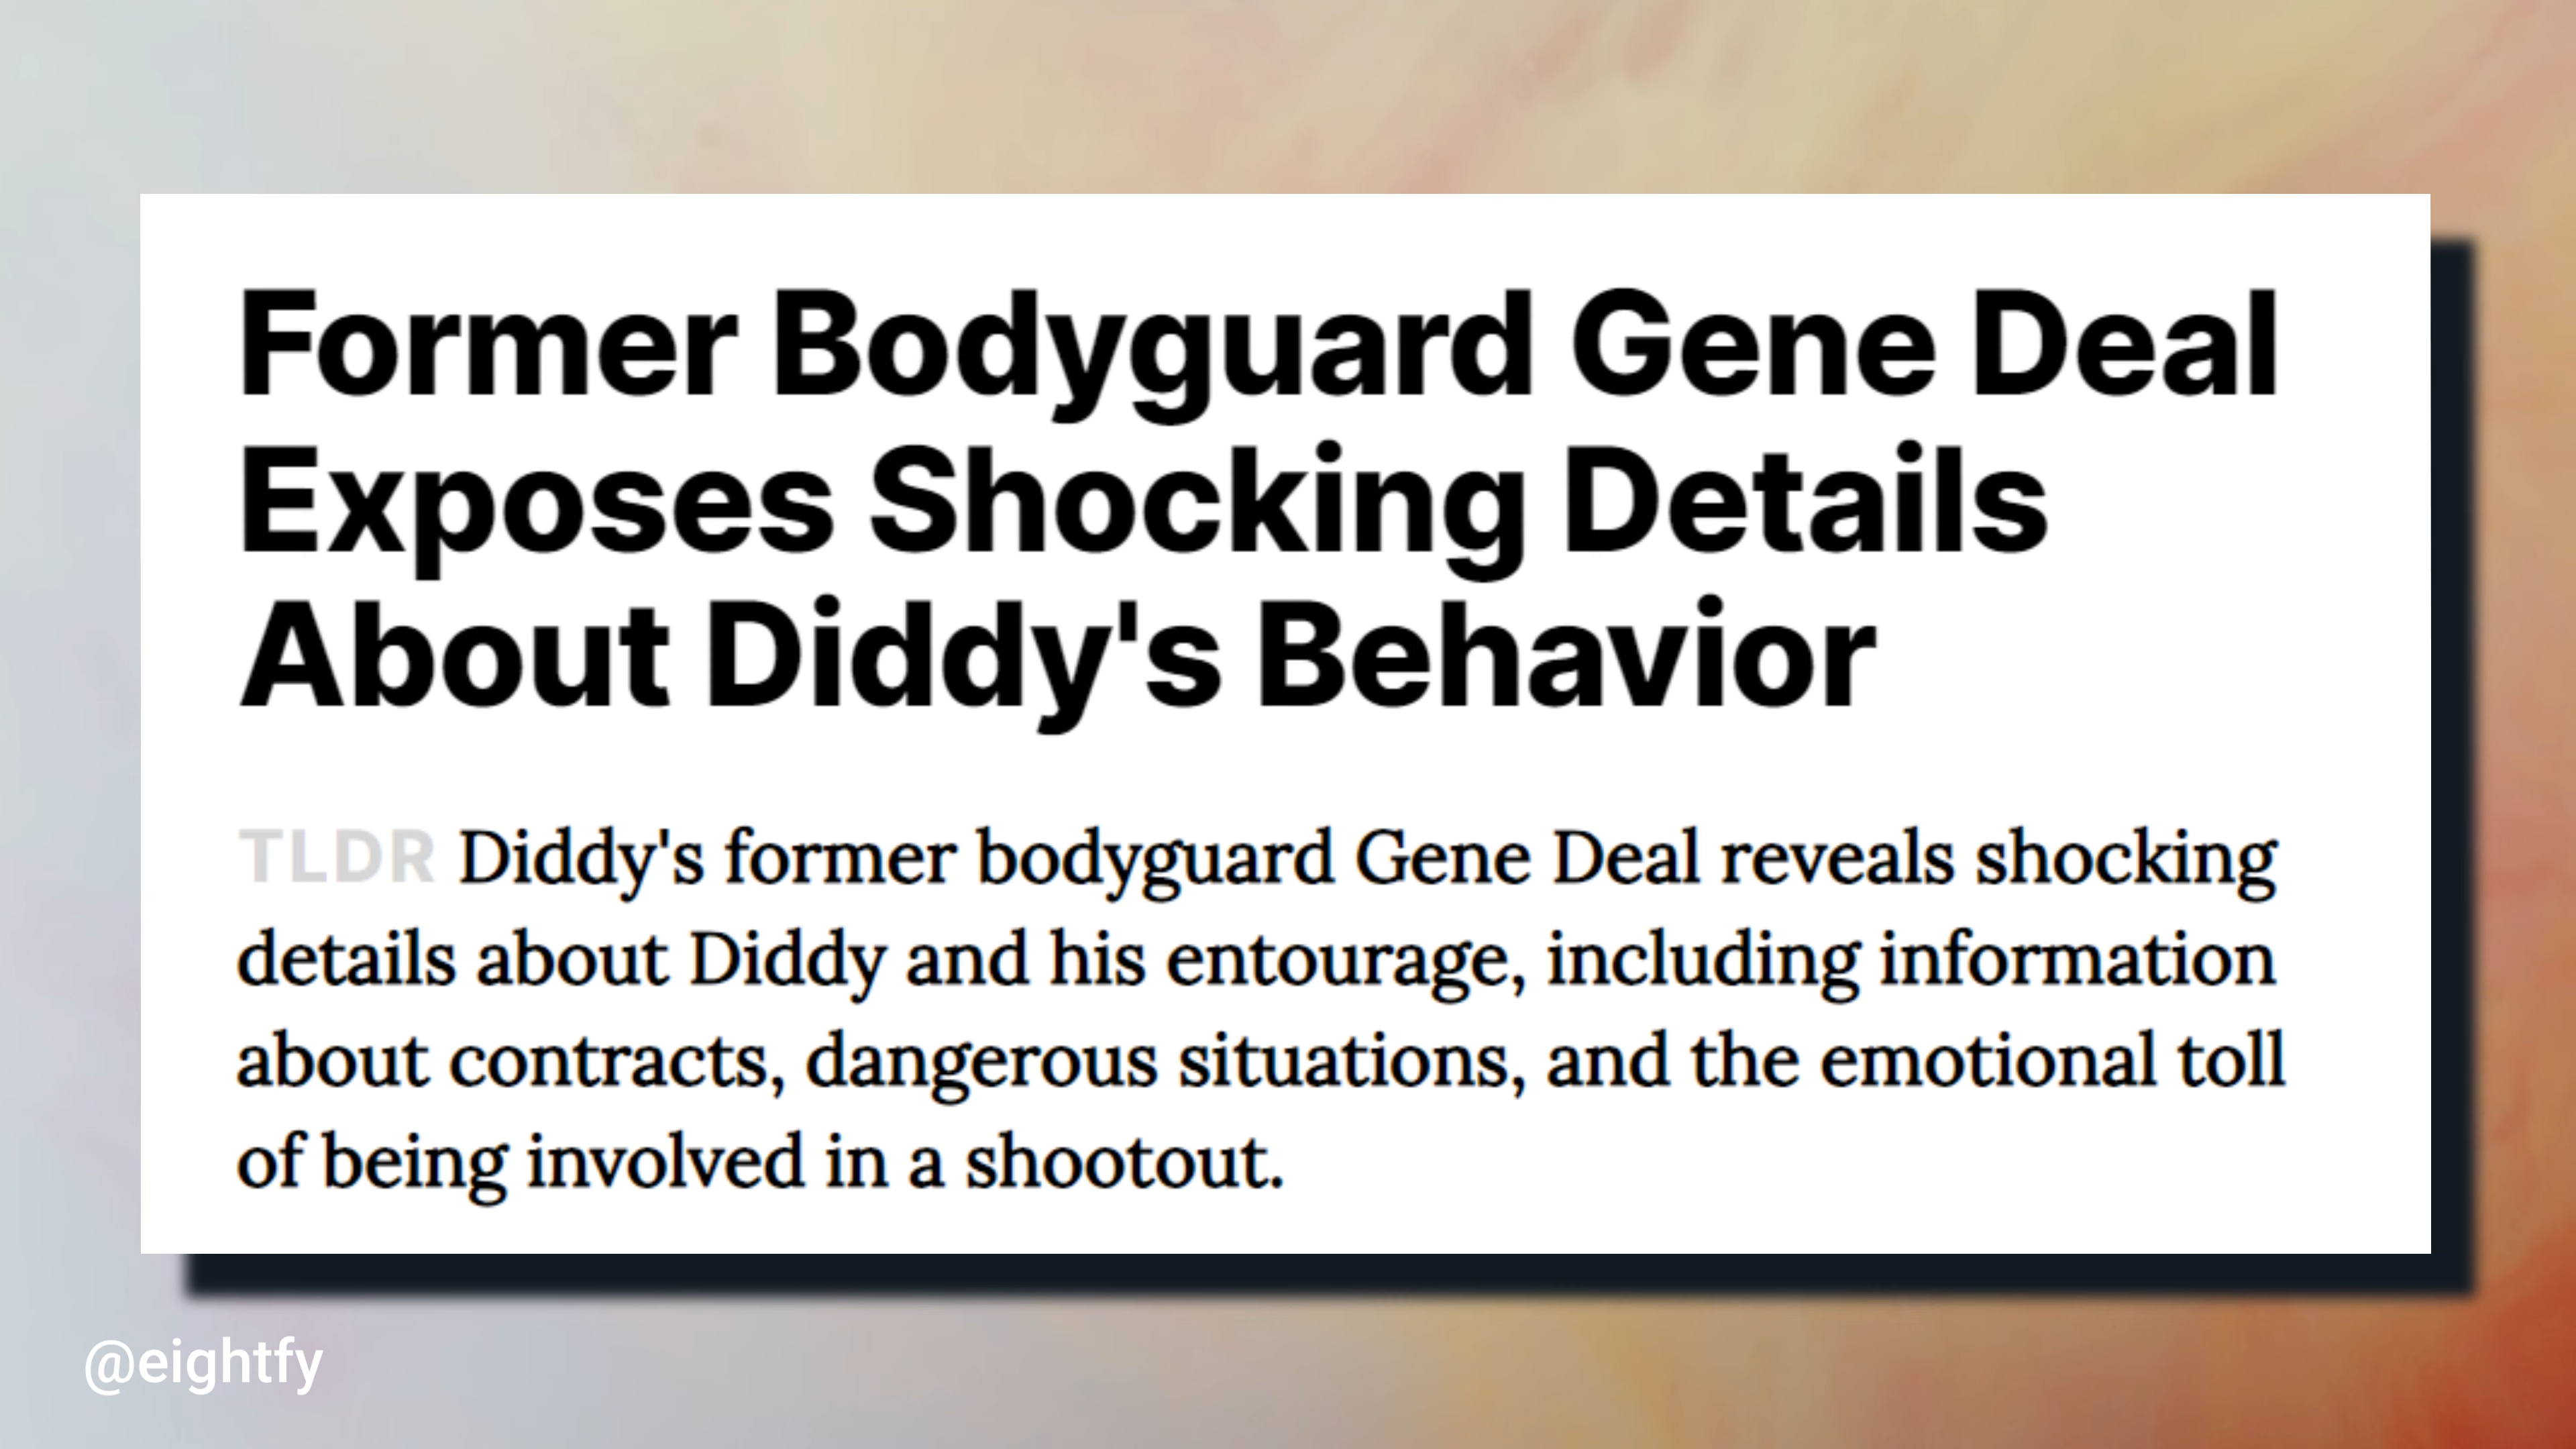 Former Bodyguard Gene Deal
Exposes Shocking Details
About Diddy's Behavior
TLDR Diddy's former bodyguard Gene Deal reveals shocking
details about Diddy and his entourage, including information
about contracts, dangerous situations, and the emotional toll
of being involved in a shootout.
@eightfy